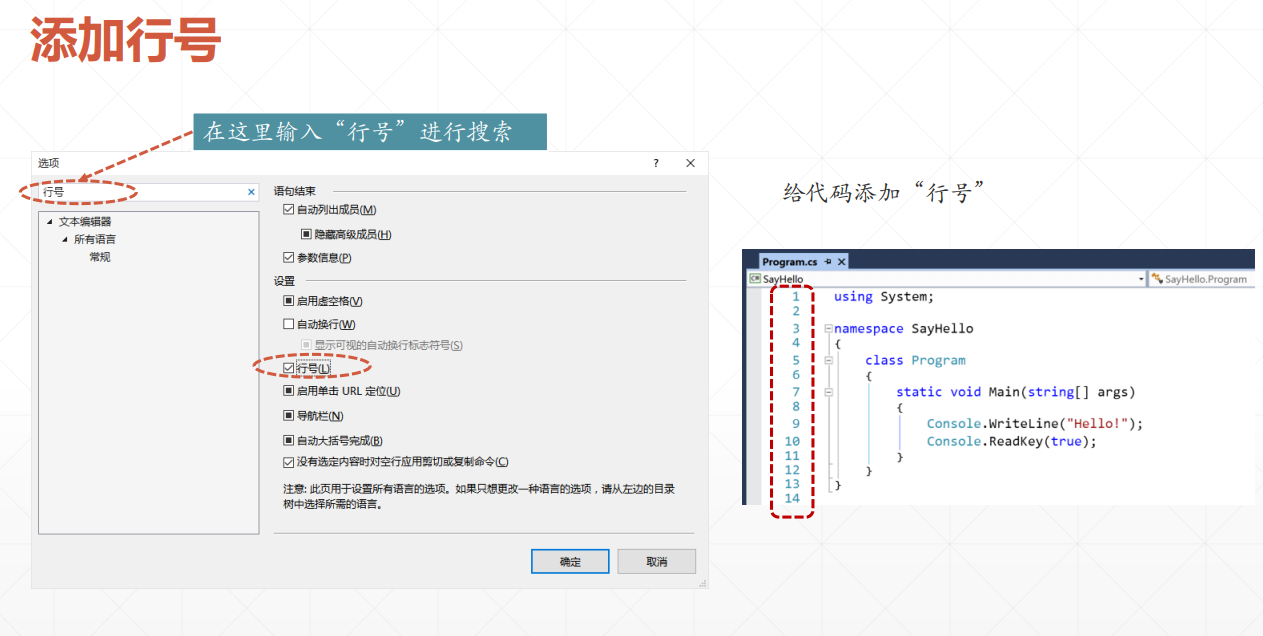 添加行号
在这里输入“行号”进行搜索
选项
?
行号
文本编辑器
所有语言
常规
语句结束
自动列出成员(M)
隐藏高级成员(H)
参数信息(P)
设置
启用虚空格(V)
自动换行(W)
显示可视的自动换行标志符号(S)
行号(L)
启用单击 URL 定位(U)
导航栏(N)
自动大括号完成(B)
没有选定内容时对空行应用剪切或复制命令(C)
注意: 此页用于设置所有语言的选项。如果只想更改一种语言的选项，请从左边的目录
树中选择所需的语言。
确定
取消
给代码添加“行号”
Program.cs
C# SayHello
SayHello.Program
1 using System;
2
3 namespace SayHello
4 {
5 class Program
6 {
7 static void Main(string[] args)
8 {
9 Console.WriteLine("Hello!");
10 Console.ReadKey(true);
11 }
12 }
13 }
14